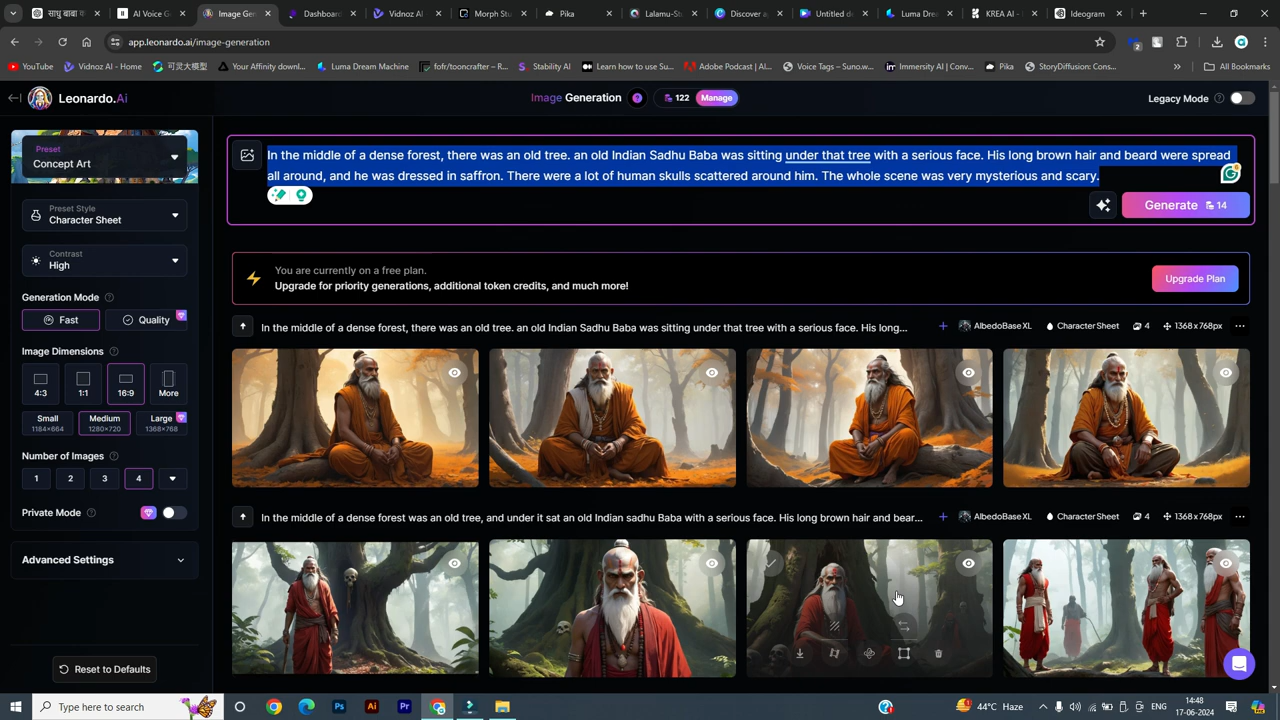 साधु बाबा क
AI Voice G
Image Gen
Dashboard
Vidnoz AI
Morph Stu
Pika
Lalamu-St
Discover a
Untitled de
Luma Drea
KREA AI -
Ideogram
app.leonardo.ai/image-generation
YouTube
Vidnoz AI - Home
可灵大模型
Your Affinity downl...
Luma Dream Machine
fofr/tooncrafter – R...
Stability AI
Learn how to use Su...
Adobe Podcast | AI...
Voice Tags – Suno.w...
Immersity AI | Conv...
Pika
StoryDiffusion: Cons...
All Bookmarks
Leonardo.Ai
Image Generation
122
Manage
Legacy Mode
Preset
Concept Art
In the middle of a dense forest, there was an old tree. an old Indian Sadhu Baba was sitting under that tree with a serious face. His long brown hair and beard were spread
all around, and he was dressed in saffron. There were a lot of human skulls scattered around him. The whole scene was very mysterious and scary.
Generate 14
Preset Style
Character Sheet
Contrast
High
You are currently on a free plan.
Upgrade for priority generations, additional token credits, and much more!
Upgrade Plan
Generation Mode
Fast
Quality
In the middle of a dense forest, there was an old tree. an old Indian Sadhu Baba was sitting under that tree with a serious face. His long...
AlbedoBase XL
Character Sheet
4
1368 x 768px
Image Dimensions
4:3
1:1
16:9
More
Small
1184×664
Medium
1280×720
Large
1368×768
Number of Images
1
2
3
4
Private Mode
In the middle of a dense forest was an old tree, and under it sat an old Indian sadhu Baba with a serious face. His long brown hair and bear...
AlbedoBase XL
Character Sheet
4
1368 x 768px
Advanced Settings
Reset to Defaults
Type here to search
44°C Haze
ENG
14:48
17-06-2024